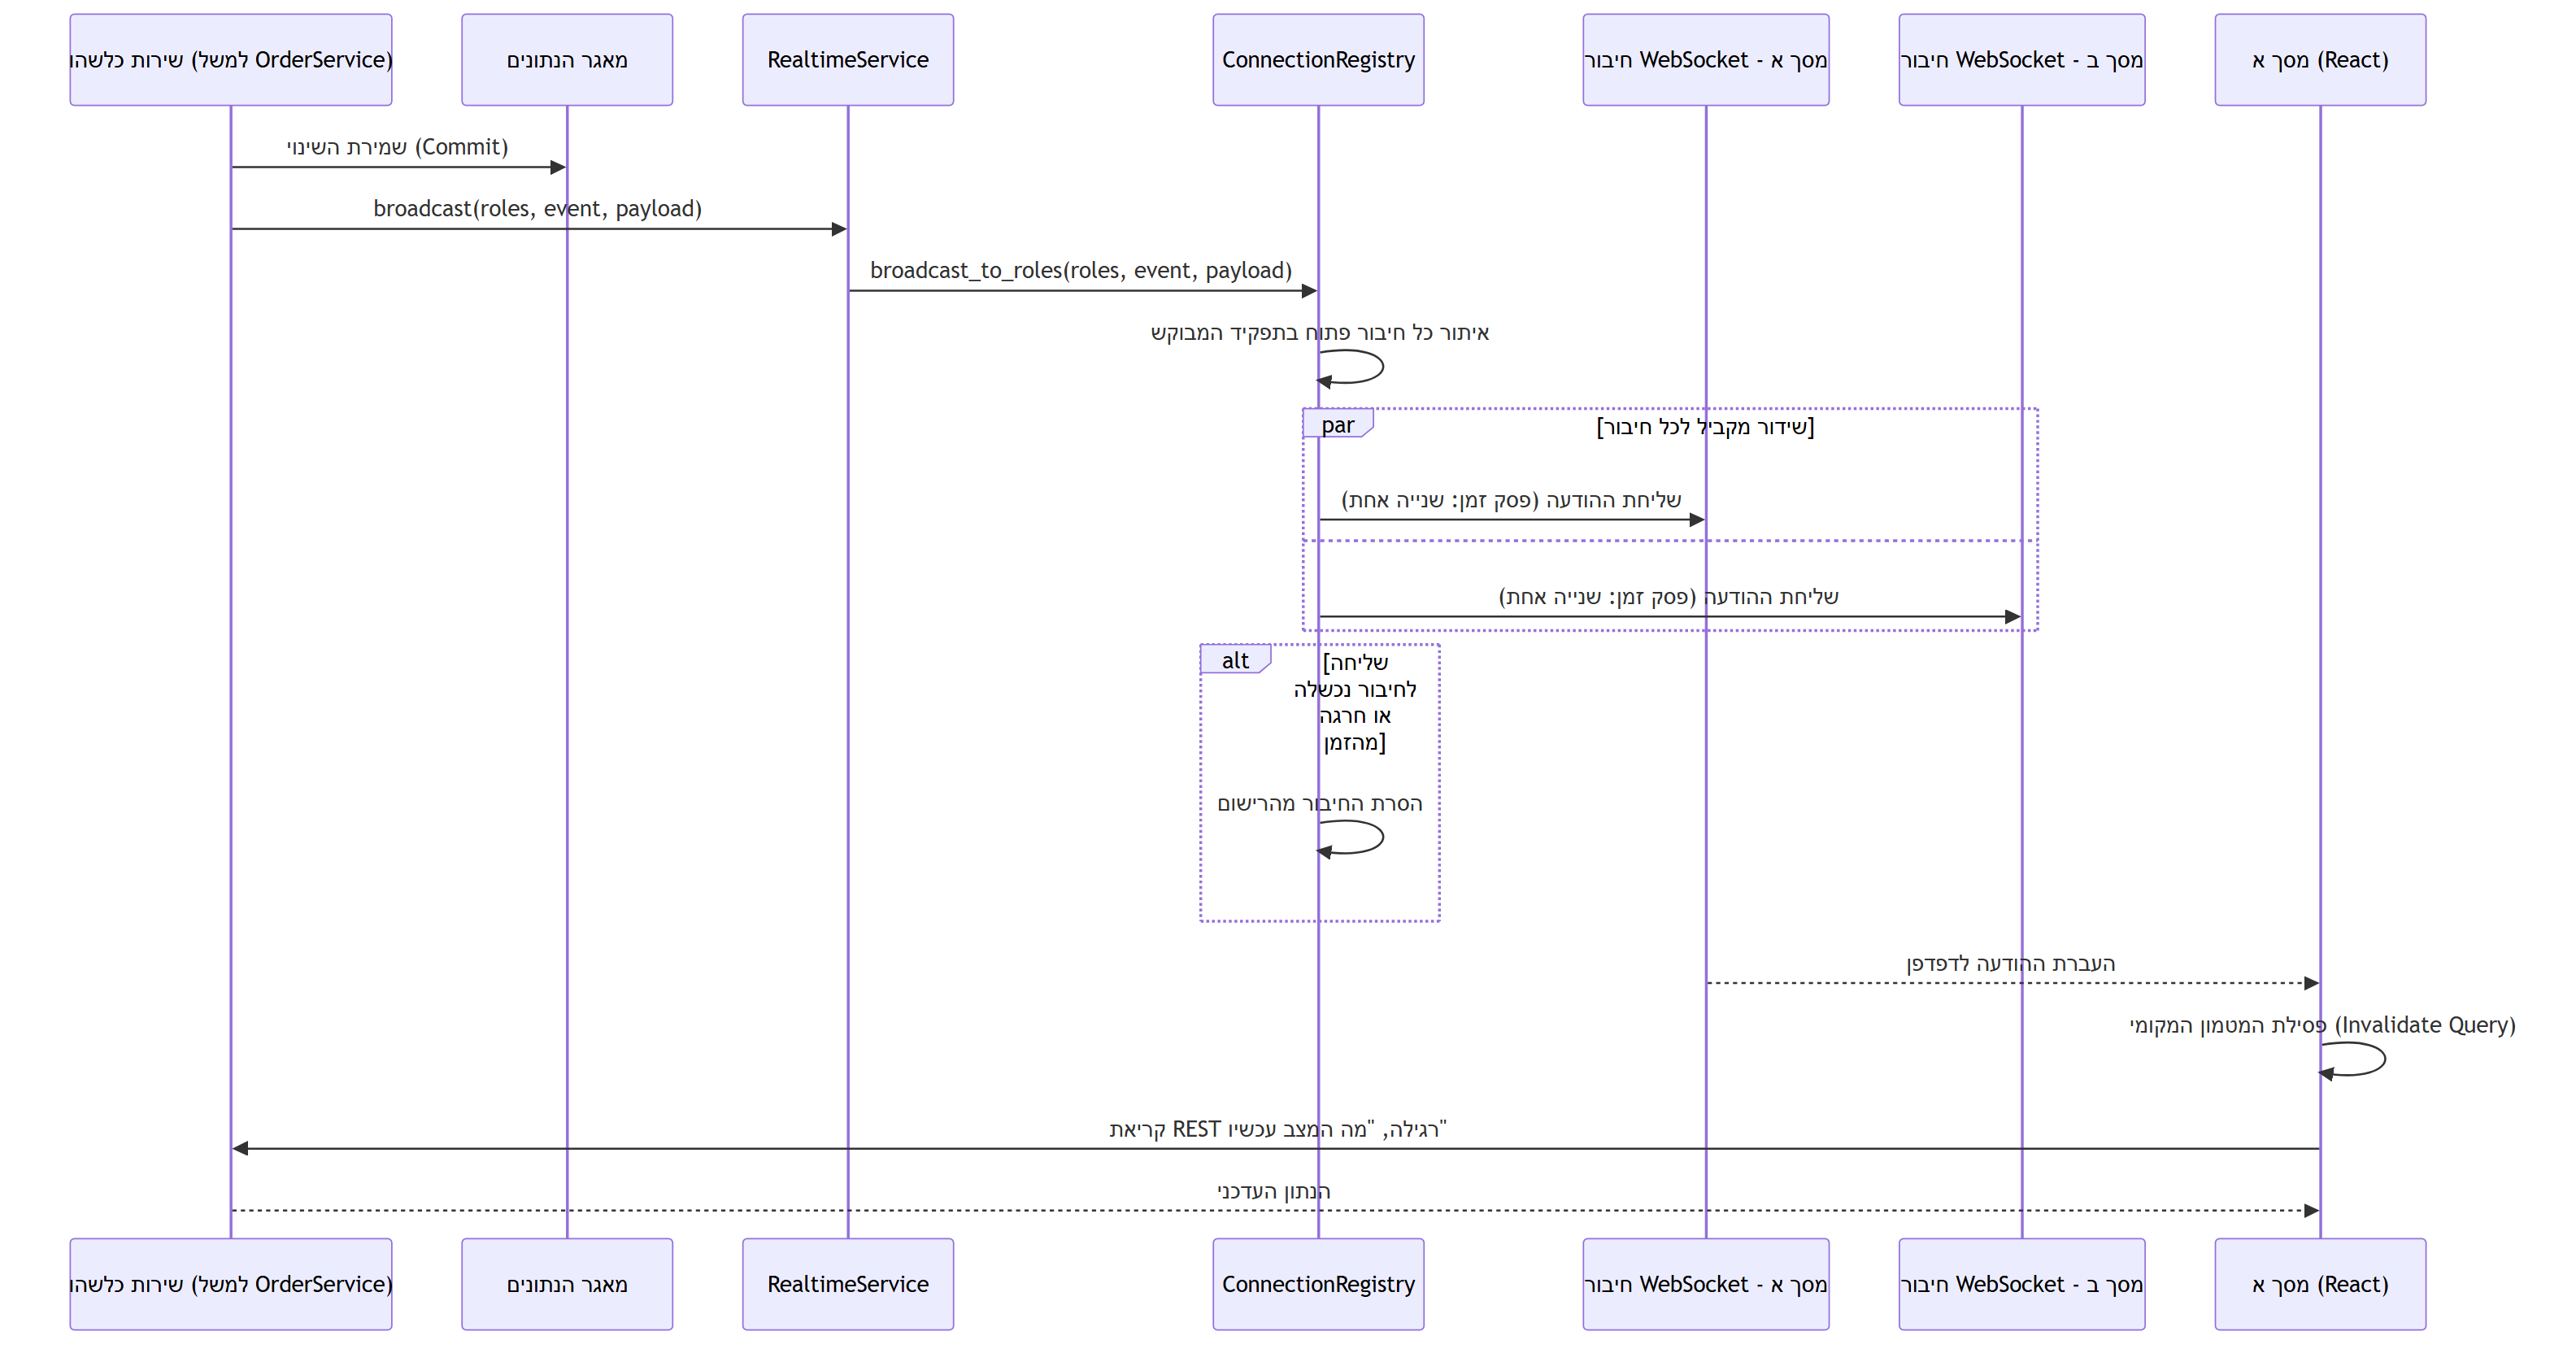 שירות כלשהו (למשל OrderService)
מאגר הנתונים
RealtimeService
ConnectionRegistry
חיבור WebSocket - מסך א
חיבור WebSocket - מסך ב
מסך א (React)
שמירת השינוי (Commit)
broadcast(roles, event, payload)
broadcast_to_roles(roles, event, payload)
איתור כל חיבור פתוח בתפקיד המבוקש
par
[שידור מקביל לכל חיבור]
שליחת ההודעה (פסק זמן: שנייה אחת)
שליחת ההודעה (פסק זמן: שנייה אחת)
alt
[שליחה
לחיבור נכשלה
או חרגה
מהזמן]
הסרת החיבור מהרישום
העברת ההודעה לדפדפן
פסילת המטמון המקומי (Invalidate Query)
קריאת REST רגילה, "מה המצב עכשיו"
הנתון העדכני
שירות כלשהו (למשל OrderService)
מאגר הנתונים
RealtimeService
ConnectionRegistry
חיבור WebSocket - מסך א
חיבור WebSocket - מסך ב
מסך א (React)